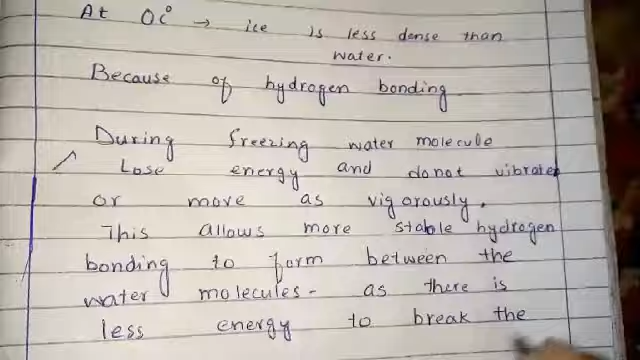 At 0c° → ice is less dense than
water.
Because of hydrogen bonding
During freezing water molecule
Lose energy and donot vibrate
or move as vigorously.
This allows more stable hydrogen
bonding to form between the
water molecules- as there is
less energy to break the